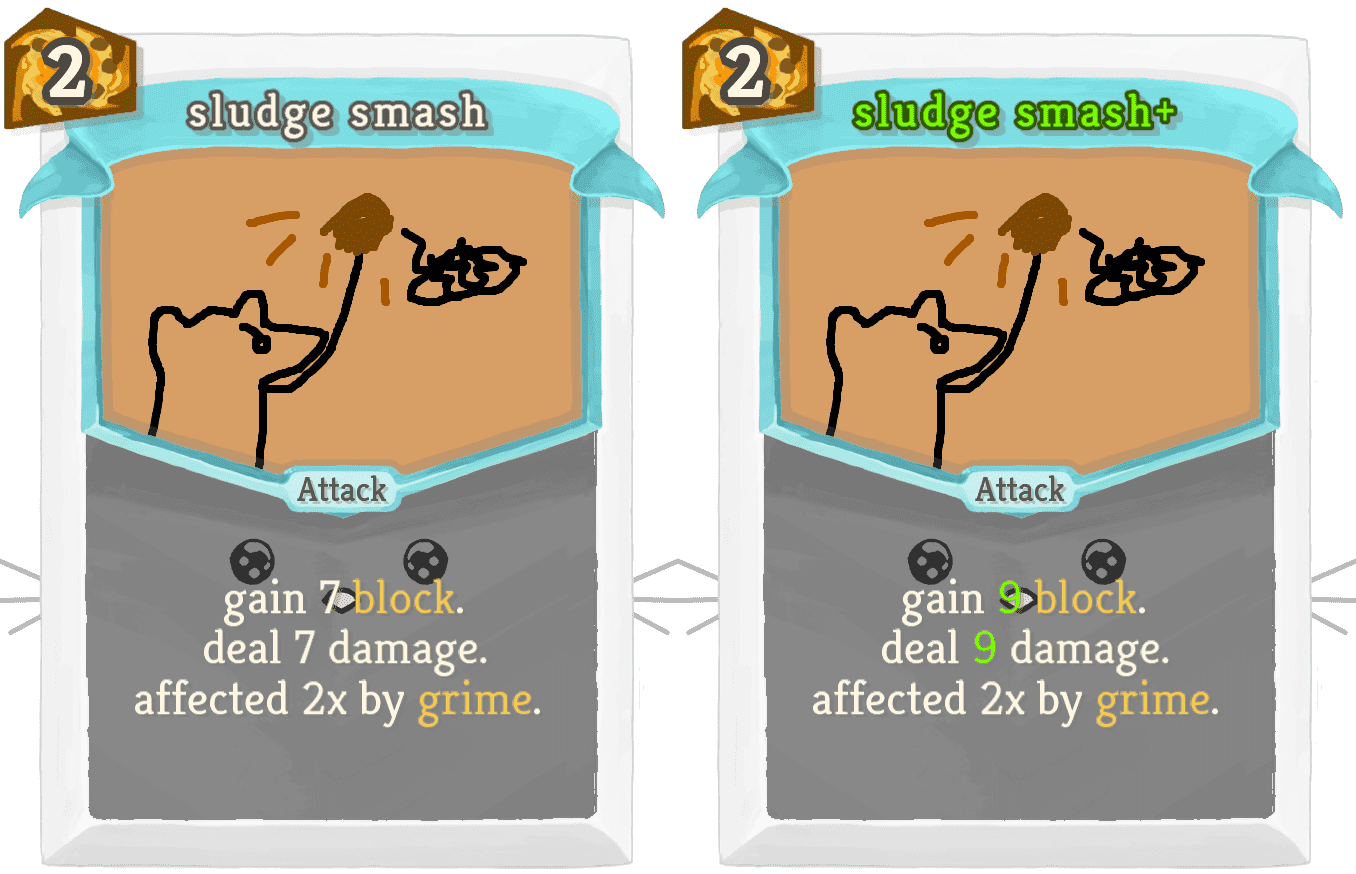 2
sludge smash
Attack
gain 7 block.
deal 7 damage.
affected 2x by grime.
2
sludge smash+
Attack
gain 9 block.
deal 9 damage.
affected 2x by grime.